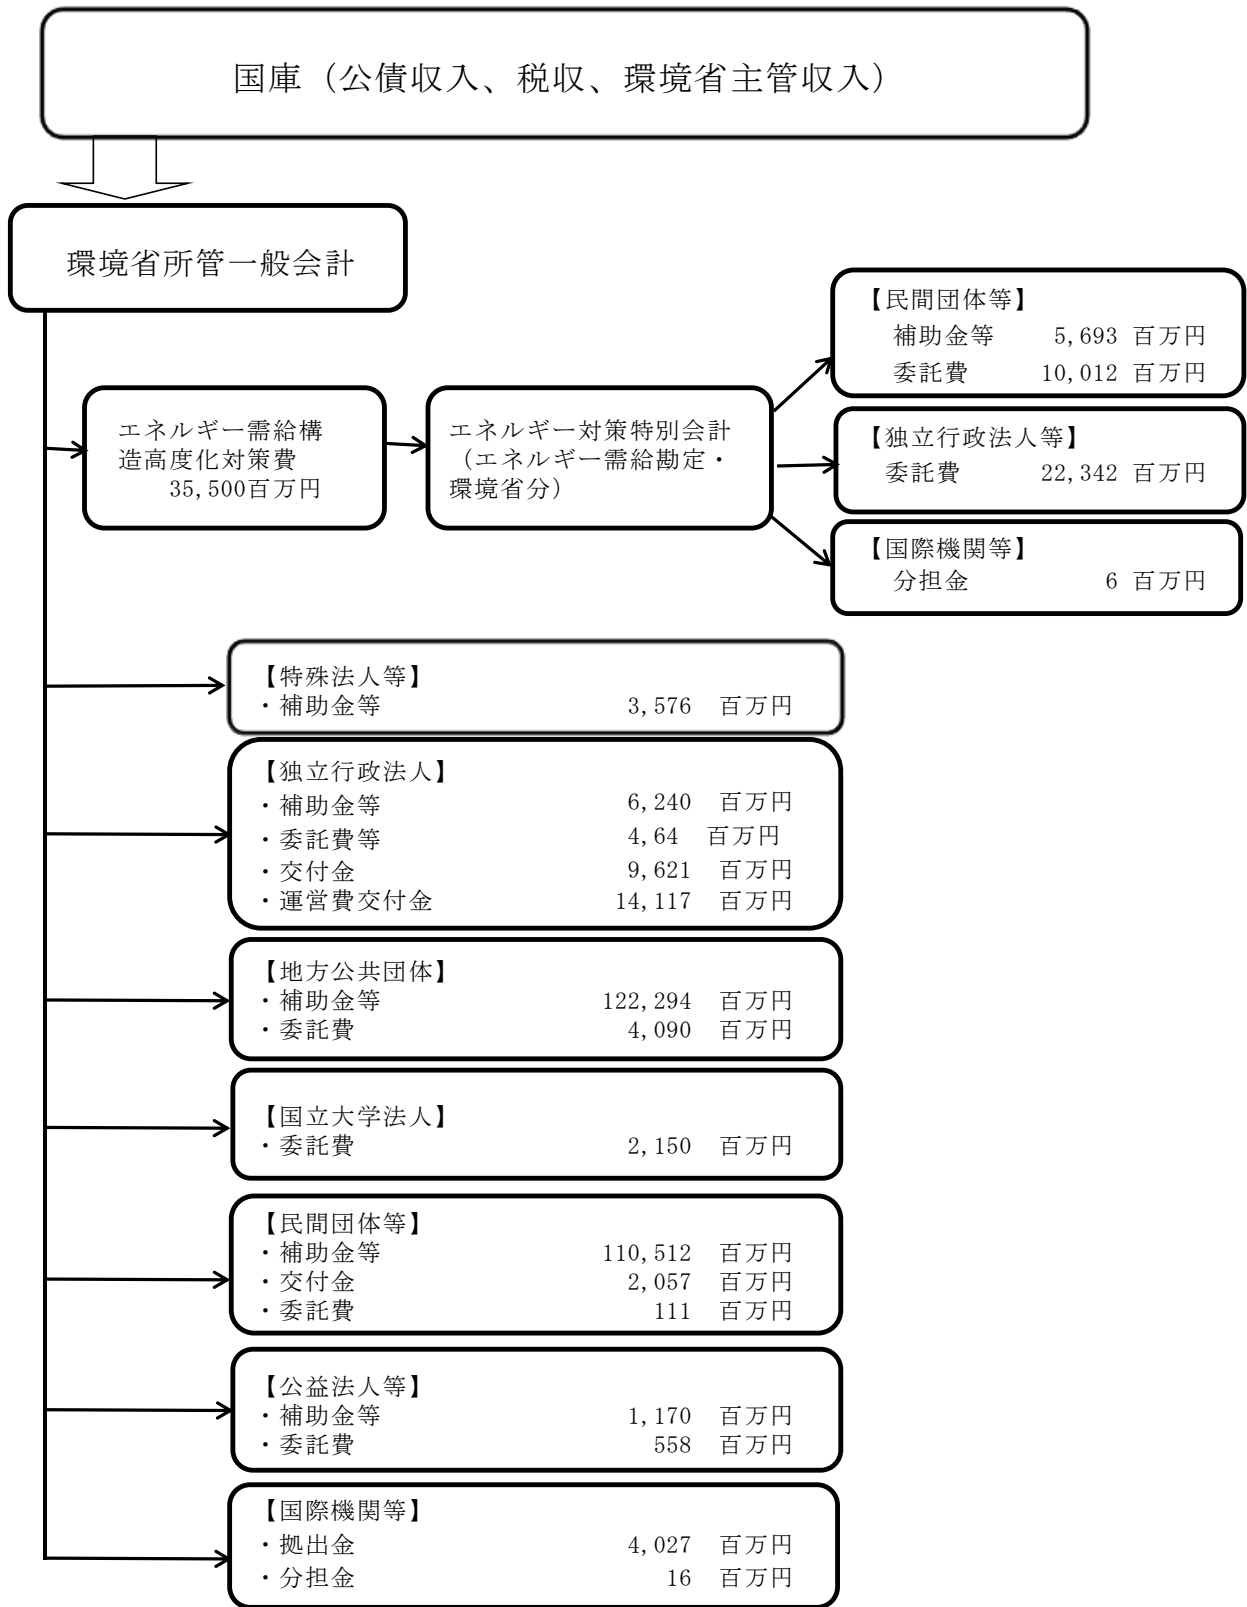 国庫（公債収入、税収、環境省主管収入）
環境省所管一般会計
エネルギー需給構
造高度化対策費
35,500百万円
エネルギー対策特別会計
（エネルギー需給勘定・
環境省分）
【民間団体等】
補助金等 5,693 百万円
委託費 10,012 百万円
【独立行政法人等】
委託費 22,342 百万円
【国際機関等】
分担金 6 百万円
【特殊法人等】
・補助金等 3,576 百万円
【独立行政法人】
・補助金等 6,240 百万円
・委託費等 4,64 百万円
・交付金 9,621 百万円
・運営費交付金 14,117 百万円
【地方公共団体】
・補助金等 122,294 百万円
・委託費 4,090 百万円
【国立大学法人】
・委託費 2,150 百万円
【民間団体等】
・補助金等 110,512 百万円
・交付金 2,057 百万円
・委託費 111 百万円
【公益法人等】
・補助金等 1,170 百万円
・委託費 558 百万円
【国際機関等】
・拠出金 4,027 百万円
・分担金 16 百万円